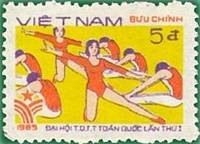 VIỆT NAM BƯU CHÍNH
5đ
1985 ĐẠI HỘI T.D.T.T TOÀN QUỐC LẦN THỨ I